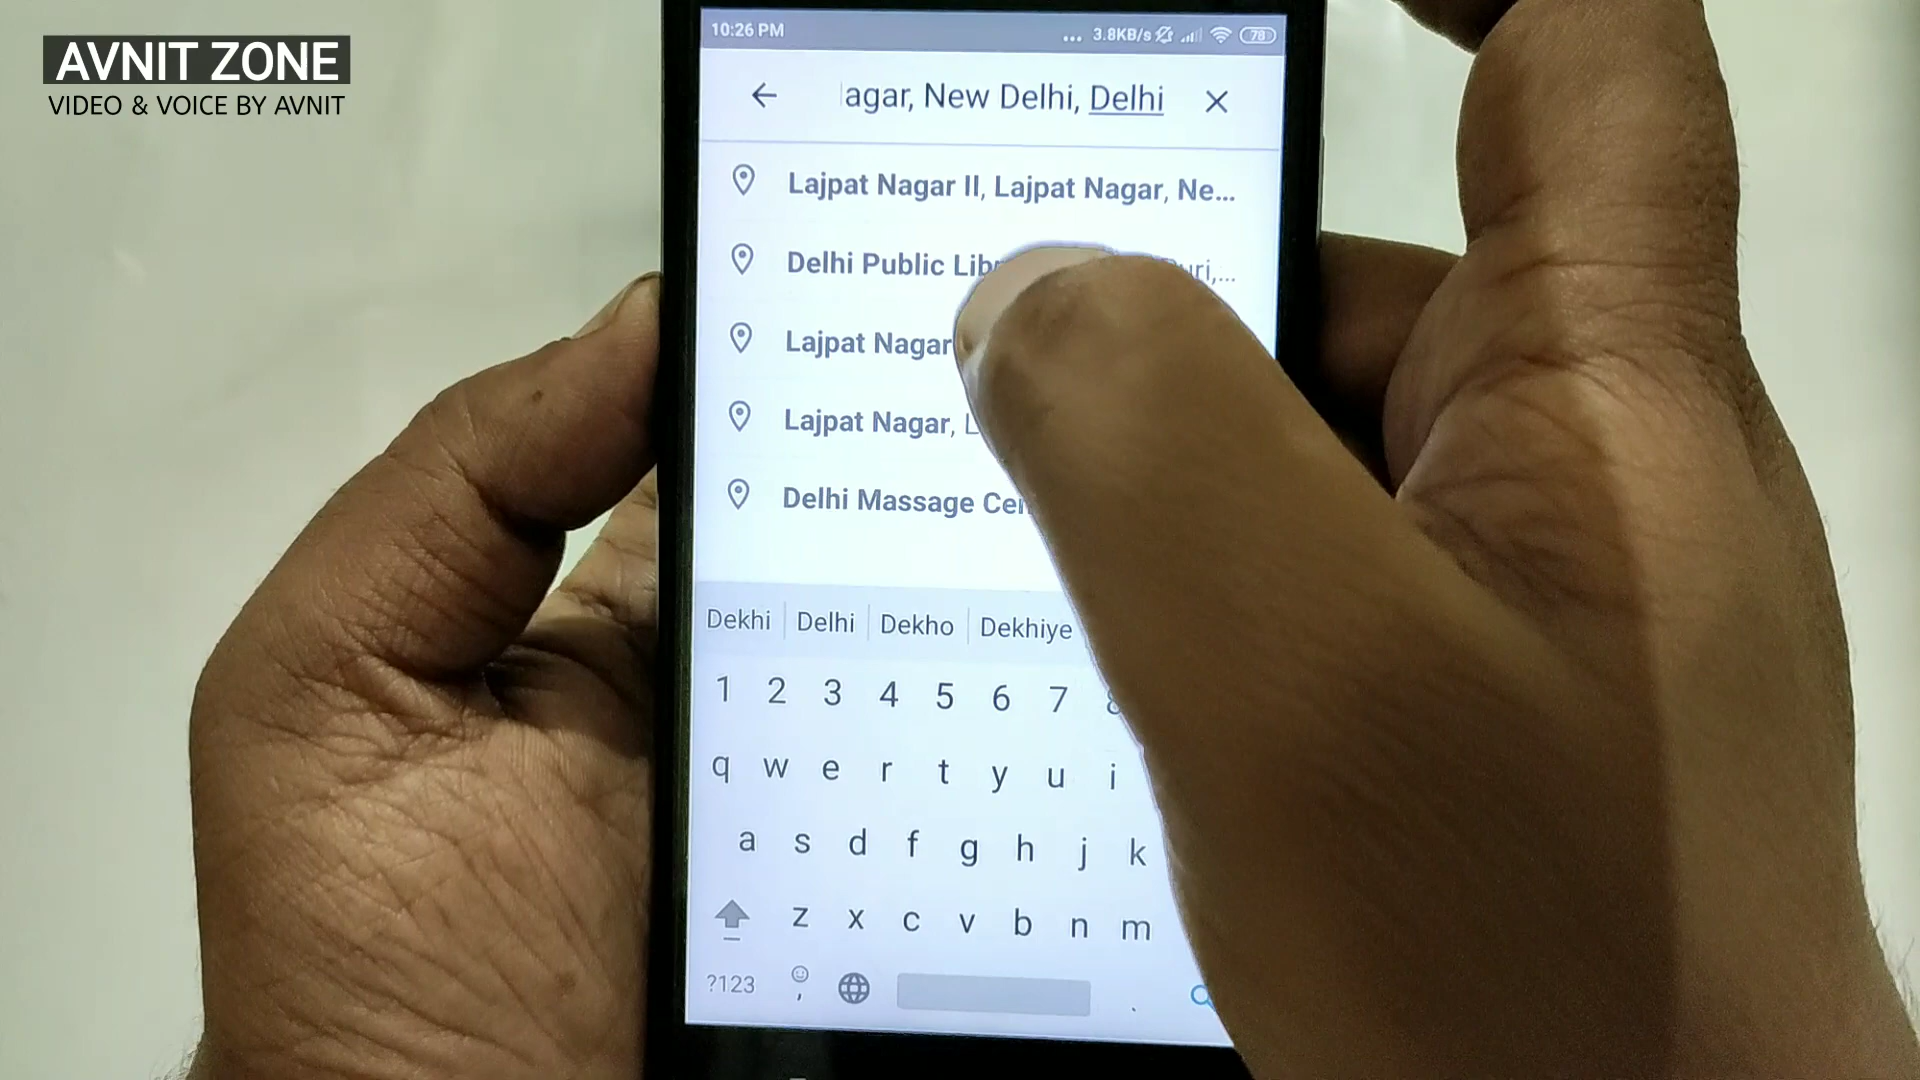 AVNIT ZONE
VIDEO & VOICE BY AVNIT
10:26 PM ... 3.8KB/s 78
agar, New Delhi, Delhi
Lajpat Nagar II, Lajpat Nagar, Ne...
Delhi Public
Lajpat Nagar
Lajpat Nagar,
Delhi Massage
Dekhi Delhi Dekho Dekhiye
1 2 3 4 5 6 7
q w e r t y u i
a s d f g h j k
z x c v b n m
?123 , .